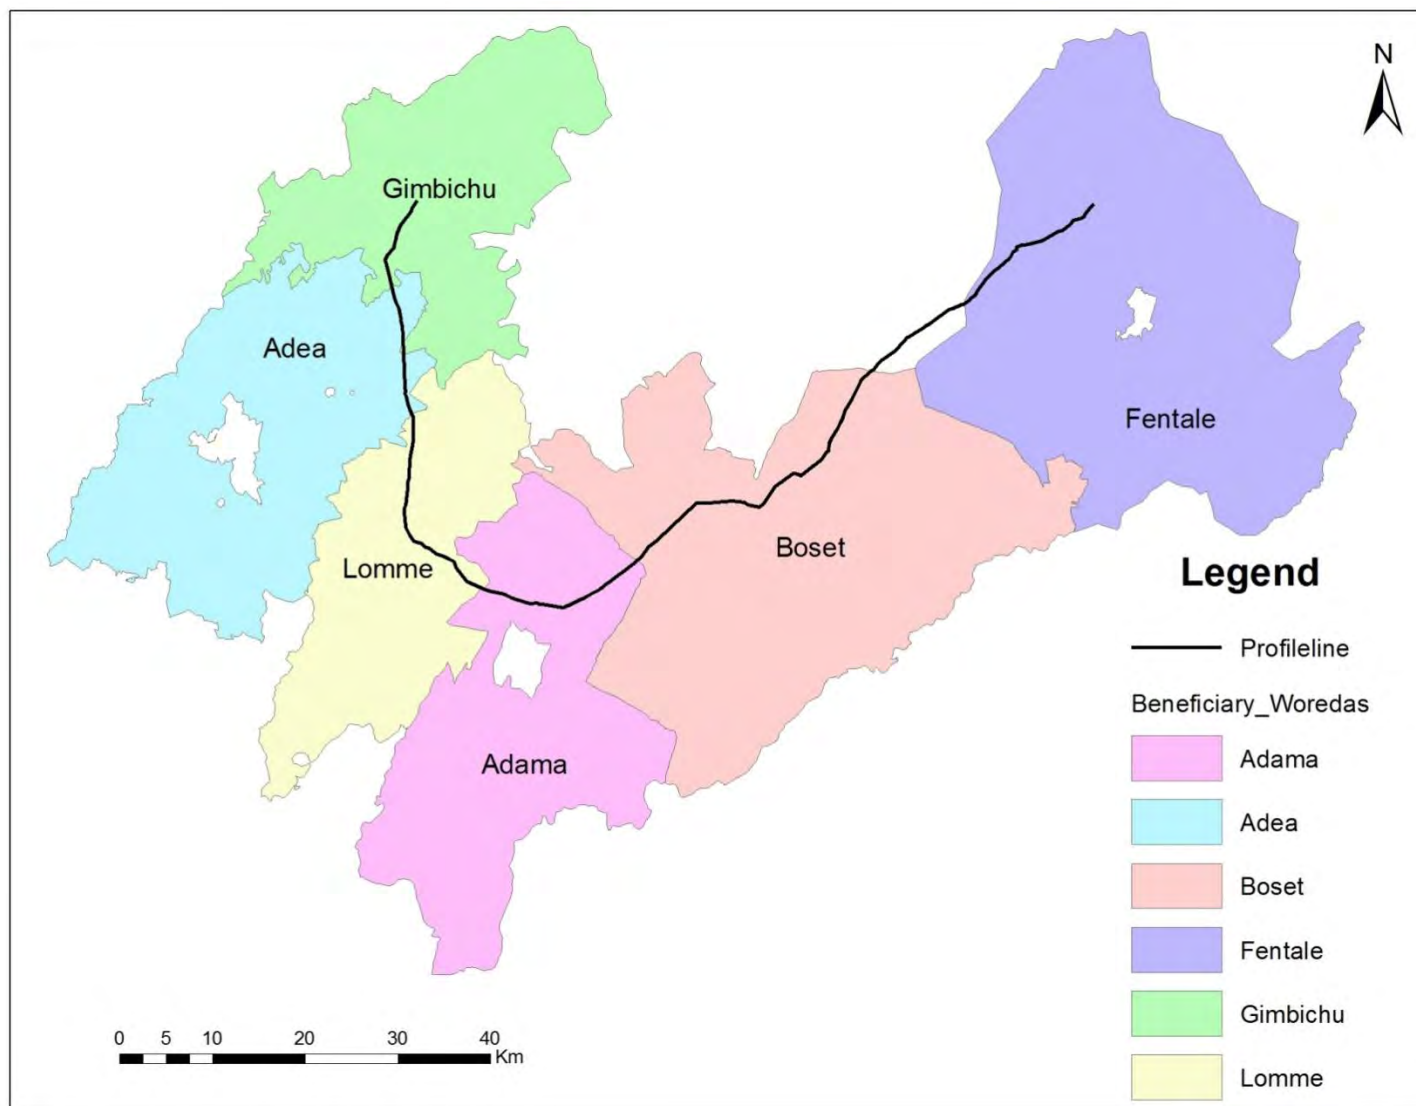 N
Gimbichu
Adea
Fentale
Boset
Lomme
Adama
Legend
Profileline
Beneficiary_Woredas
Adama
Adea
Boset
Fentale
Gimbichu
Lomme
0 5 10 20 30 40
Km